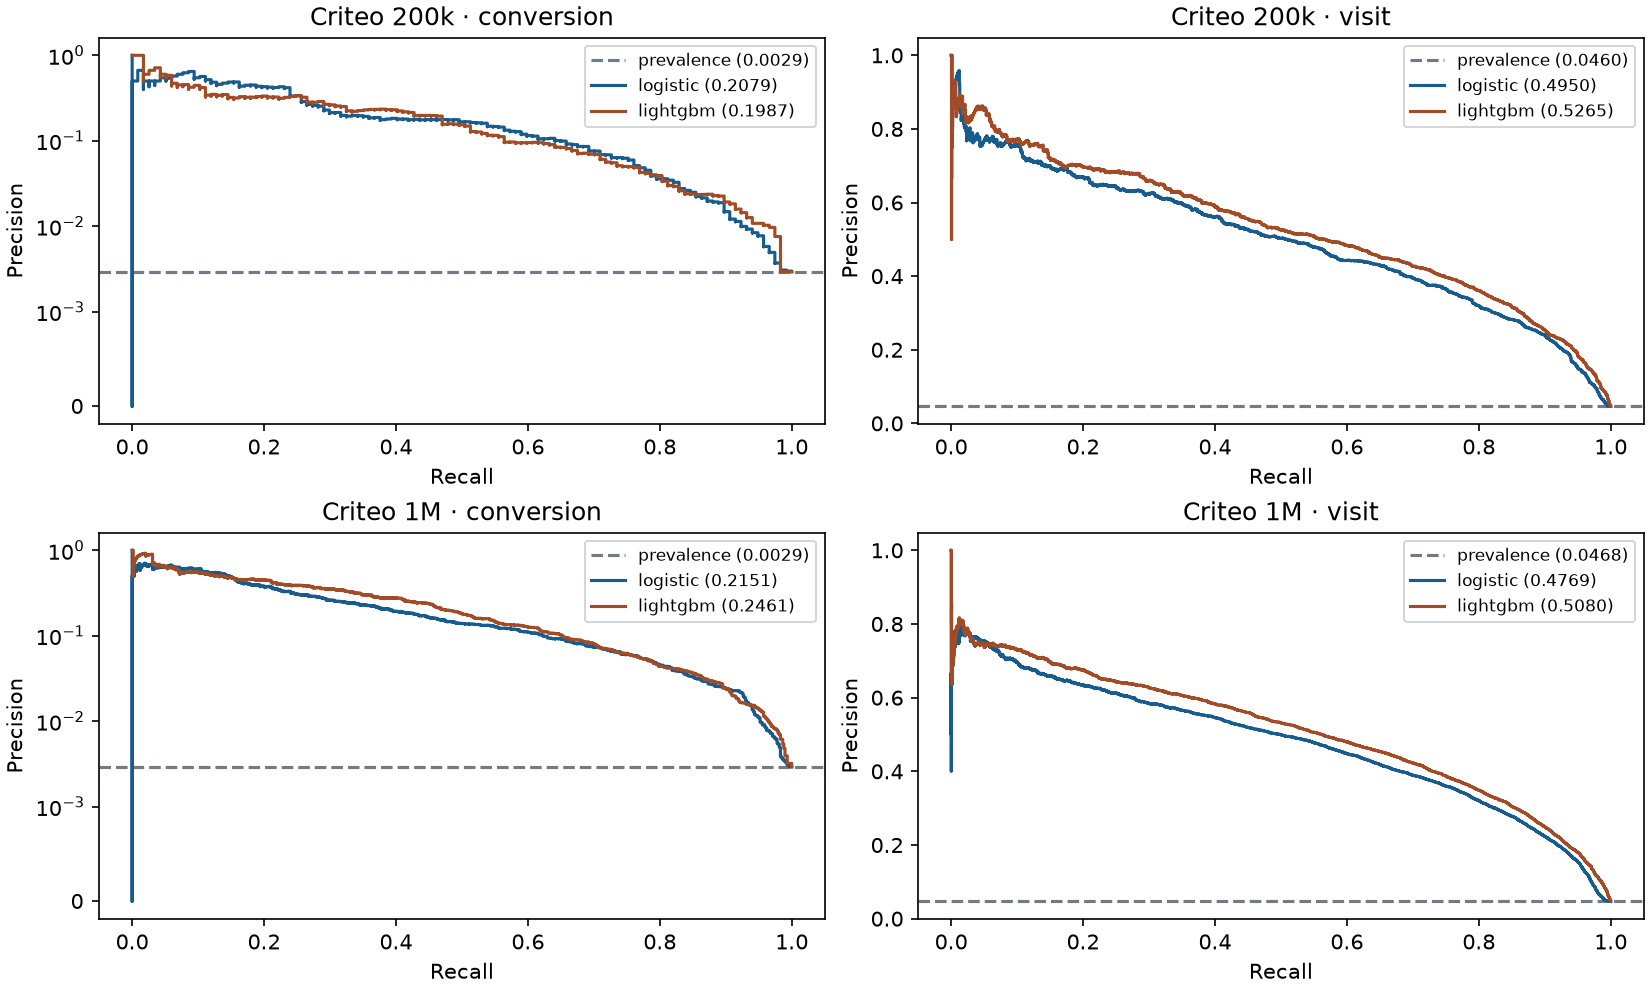 Criteo 200k · conversion
prevalence (0.0029)
logistic (0.2079)
lightgbm (0.1987)
10⁰
10⁻¹
10⁻²
10⁻³
0
Precision
0.0 0.2 0.4 0.6 0.8 1.0
Recall
Criteo 200k · visit
prevalence (0.0460)
logistic (0.4950)
lightgbm (0.5265)
1.0
0.8
0.6
0.4
0.2
0.0
Precision
0.0 0.2 0.4 0.6 0.8 1.0
Recall
Criteo 1M · conversion
prevalence (0.0029)
logistic (0.2151)
lightgbm (0.2461)
10⁰
10⁻¹
10⁻²
10⁻³
0
Precision
0.0 0.2 0.4 0.6 0.8 1.0
Recall
Criteo 1M · visit
prevalence (0.0468)
logistic (0.4769)
lightgbm (0.5080)
1.0
0.8
0.6
0.4
0.2
0.0
Precision
0.0 0.2 0.4 0.6 0.8 1.0
Recall